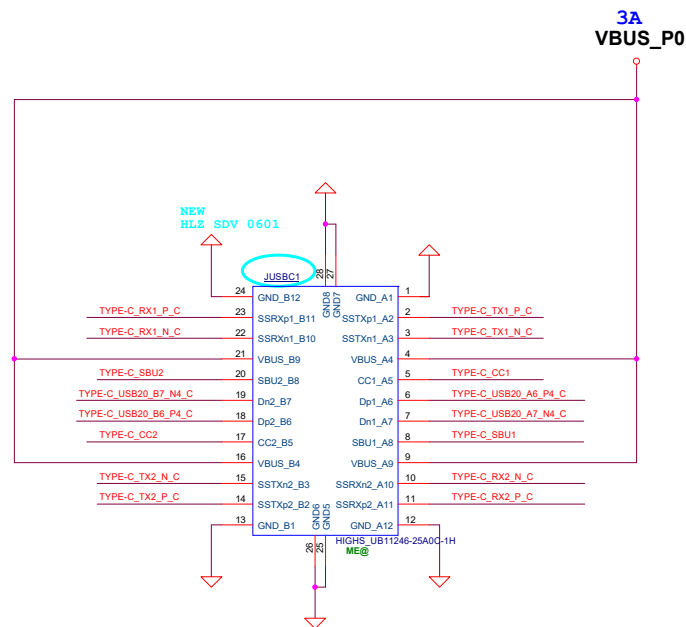 3A
VBUS_P0
NEW
HLZ SDV 0601
JUSBC1
28
27
GND8
GND7
24
GND_B12
GND_A1
1
TYPE-C_RX1_P_C
23
SSRXp1_B11
SSTXp1_A2
2
TYPE-C_TX1_P_C
TYPE-C_RX1_N_C
22
SSRXn1_B10
SSTXn1_A3
3
TYPE-C_TX1_N_C
21
VBUS_B9
VBUS_A4
4
TYPE-C_SBU2
20
SBU2_B8
CC1_A5
5
TYPE-C_CC1
TYPE-C_USB20_B7_N4_C
19
Dn2_B7
Dp1_A6
6
TYPE-C_USB20_A6_P4_C
TYPE-C_USB20_B6_P4_C
18
Dp2_B6
Dn1_A7
7
TYPE-C_USB20_A7_N4_C
TYPE-C_CC2
17
CC2_B5
SBU1_A8
8
TYPE-C_SBU1
16
VBUS_B4
VBUS_A9
9
TYPE-C_TX2_N_C
15
SSTXn2_B3
SSRXn2_A10
10
TYPE-C_RX2_N_C
TYPE-C_TX2_P_C
14
SSTXp2_B2
SSRXp2_A11
11
TYPE-C_RX2_P_C
13
GND_B1
GND_A12
12
GND6
GND5
26
25
HIGHS_UB11246-25A0C-1H
ME@